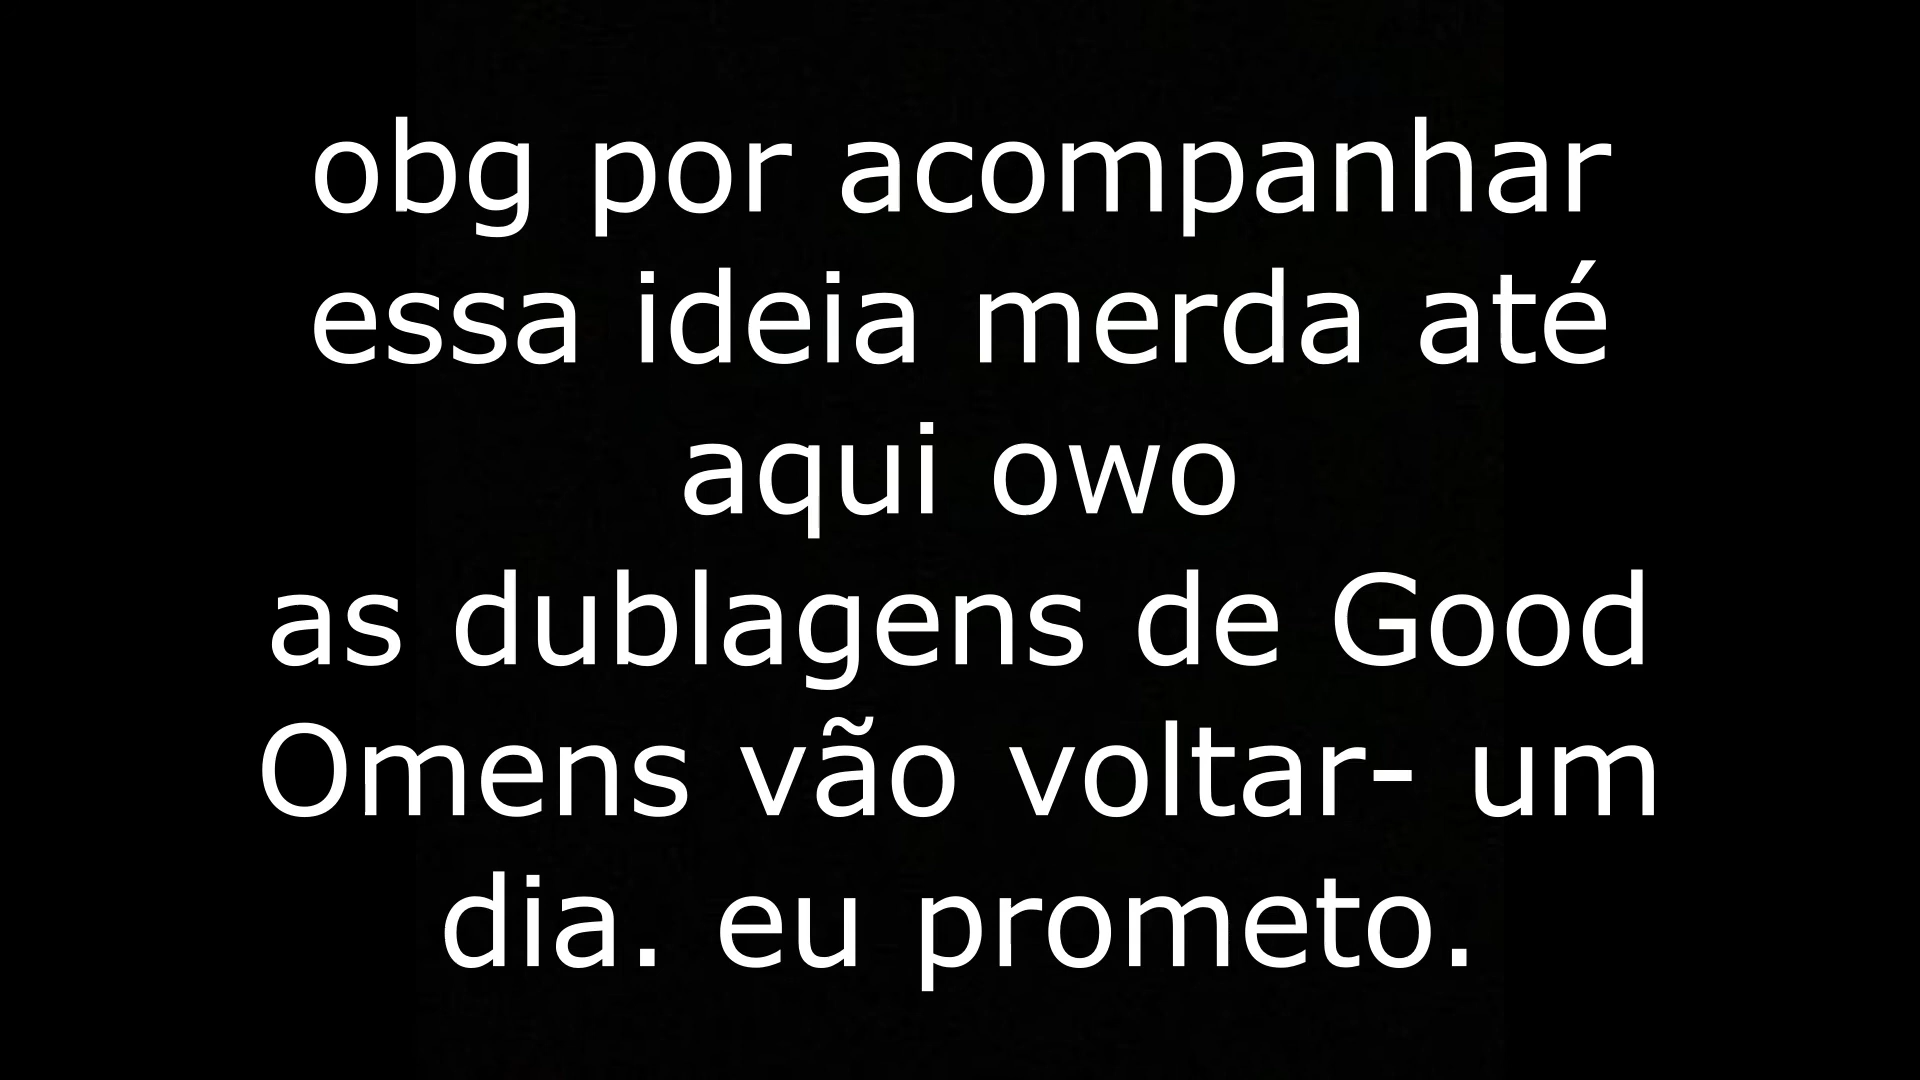 obg por acompanhar
essa ideia merda até
aqui owo
as dublagens de Good
Omens vão voltar- um
dia. eu prometo.